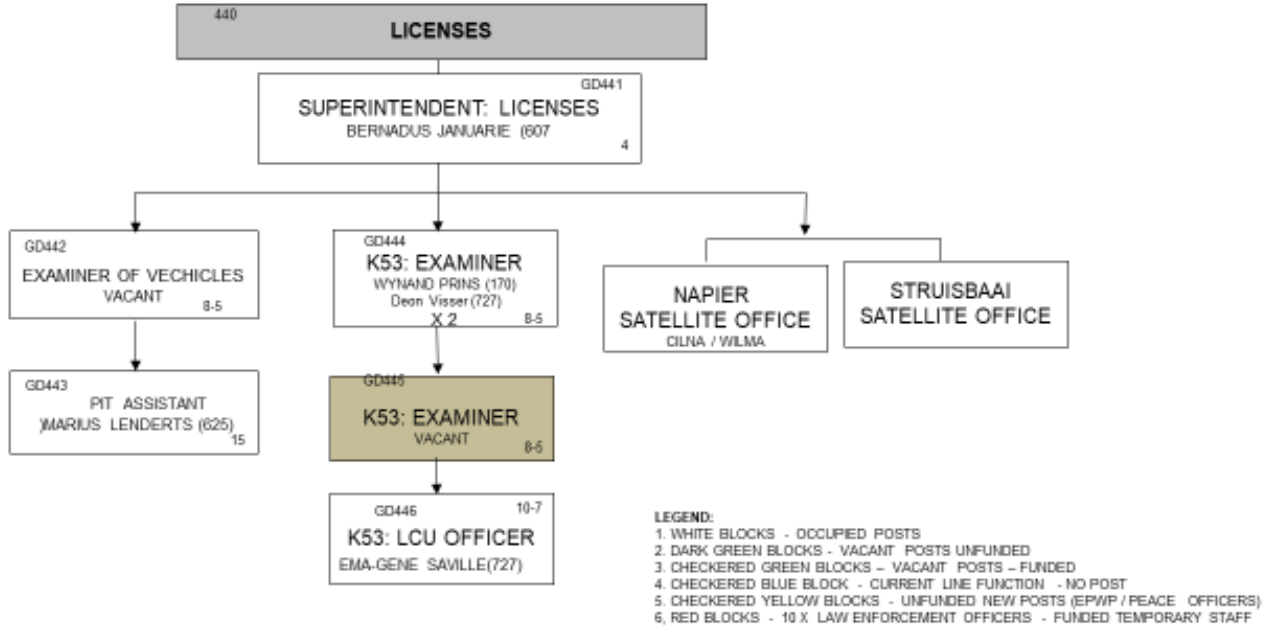 440
LICENSES
GD441
SUPERINTENDENT: LICENSES
BERNADUS JANUARIE (607
4
GD442
EXAMINER OF VECHICLES
VACANT
8-5
GD443
PIT ASSISTANT
)MARIUS LENDERTS (625)
15
GD444
K53: EXAMINER
WYNAND PRINS (170)
Deon Visser (727)
X 2
8-5
GD445
K53: EXAMINER
VACANT
8-5
GD446
10-7
K53: LCU OFFICER
EMA-GENE SAVILLE(727)
NAPIER
SATELLITE OFFICE
CILNA / WILMA
STRUISBAAI
SATELLITE OFFICE
LEGEND:
1. WHITE BLOCKS - OCCUPIED POSTS
2. DARK GREEN BLOCKS - VACANT POSTS UNFUNDED
3. CHECKERED GREEN BLOCKS – VACANT POSTS – FUNDED
4. CHECKERED BLUE BLOCK - CURRENT LINE FUNCTION - NO POST
5. CHECKERED YELLOW BLOCKS - UNFUNDED NEW POSTS (EPWP / PEACE OFFICERS)
6, RED BLOCKS - 10 X LAW ENFORCEMENT OFFICERS - FUNDED TEMPORARY STAFF